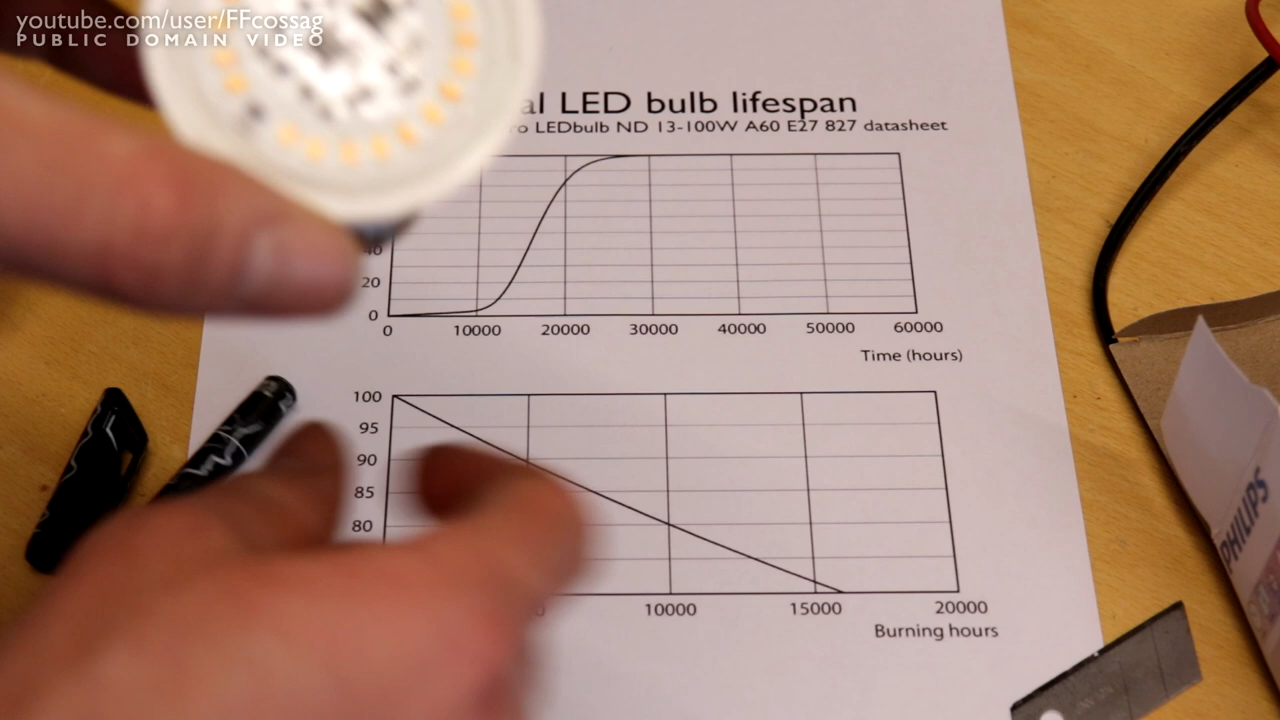 youtube.com/user/FFcossag
PUBLIC DOMAIN VIDEO
al LED bulb lifespan
ro LEDbulb ND 13-100W A60 E27 827 datasheet
40
20
0
0 10000 20000 30000 40000 50000 60000
Time (hours)
100
95
90
85
80
0 10000 15000 20000
Burning hours
PHILIPS